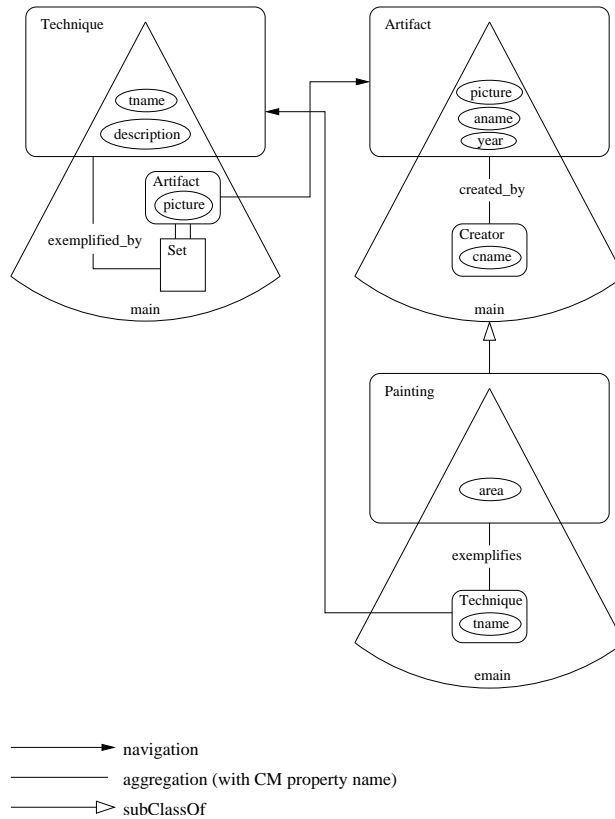 Technique
tname
description
Artifact
picture
exemplified_by
Set
main
Artifact
picture
aname
year
created_by
Creator
cname
main
Painting
area
exemplifies
Technique
tname
emain
navigation
aggregation (with CM property name)
subClassOf